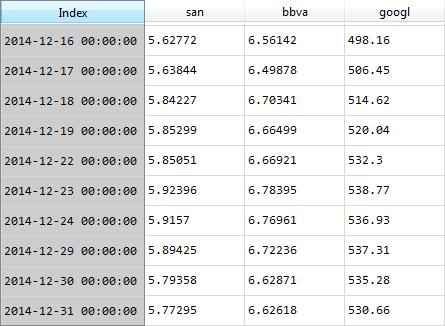 Index san bbva googl
2014-12-16 00:00:00 5.62772 6.56142 498.16
2014-12-17 00:00:00 5.63844 6.49878 506.45
2014-12-18 00:00:00 5.84227 6.70341 514.62
2014-12-19 00:00:00 5.85299 6.66499 520.04
2014-12-22 00:00:00 5.85051 6.66921 532.3
2014-12-23 00:00:00 5.92396 6.78395 538.77
2014-12-24 00:00:00 5.9157 6.76961 536.93
2014-12-29 00:00:00 5.89425 6.72236 537.31
2014-12-30 00:00:00 5.79358 6.62871 535.28
2014-12-31 00:00:00 5.77295 6.62618 530.66